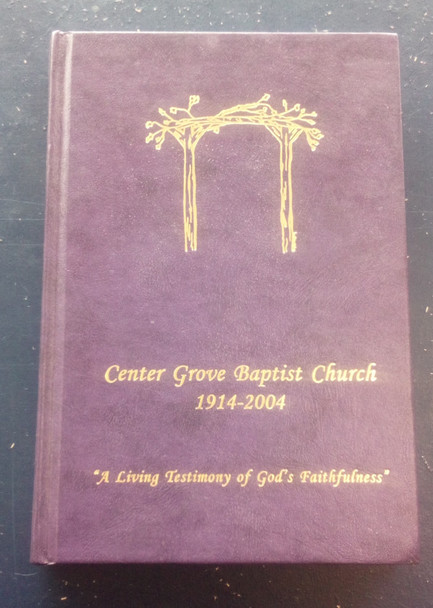 Center Grove Baptist Church
1914-2004
"A Living Testimony of God's Faithfulness"